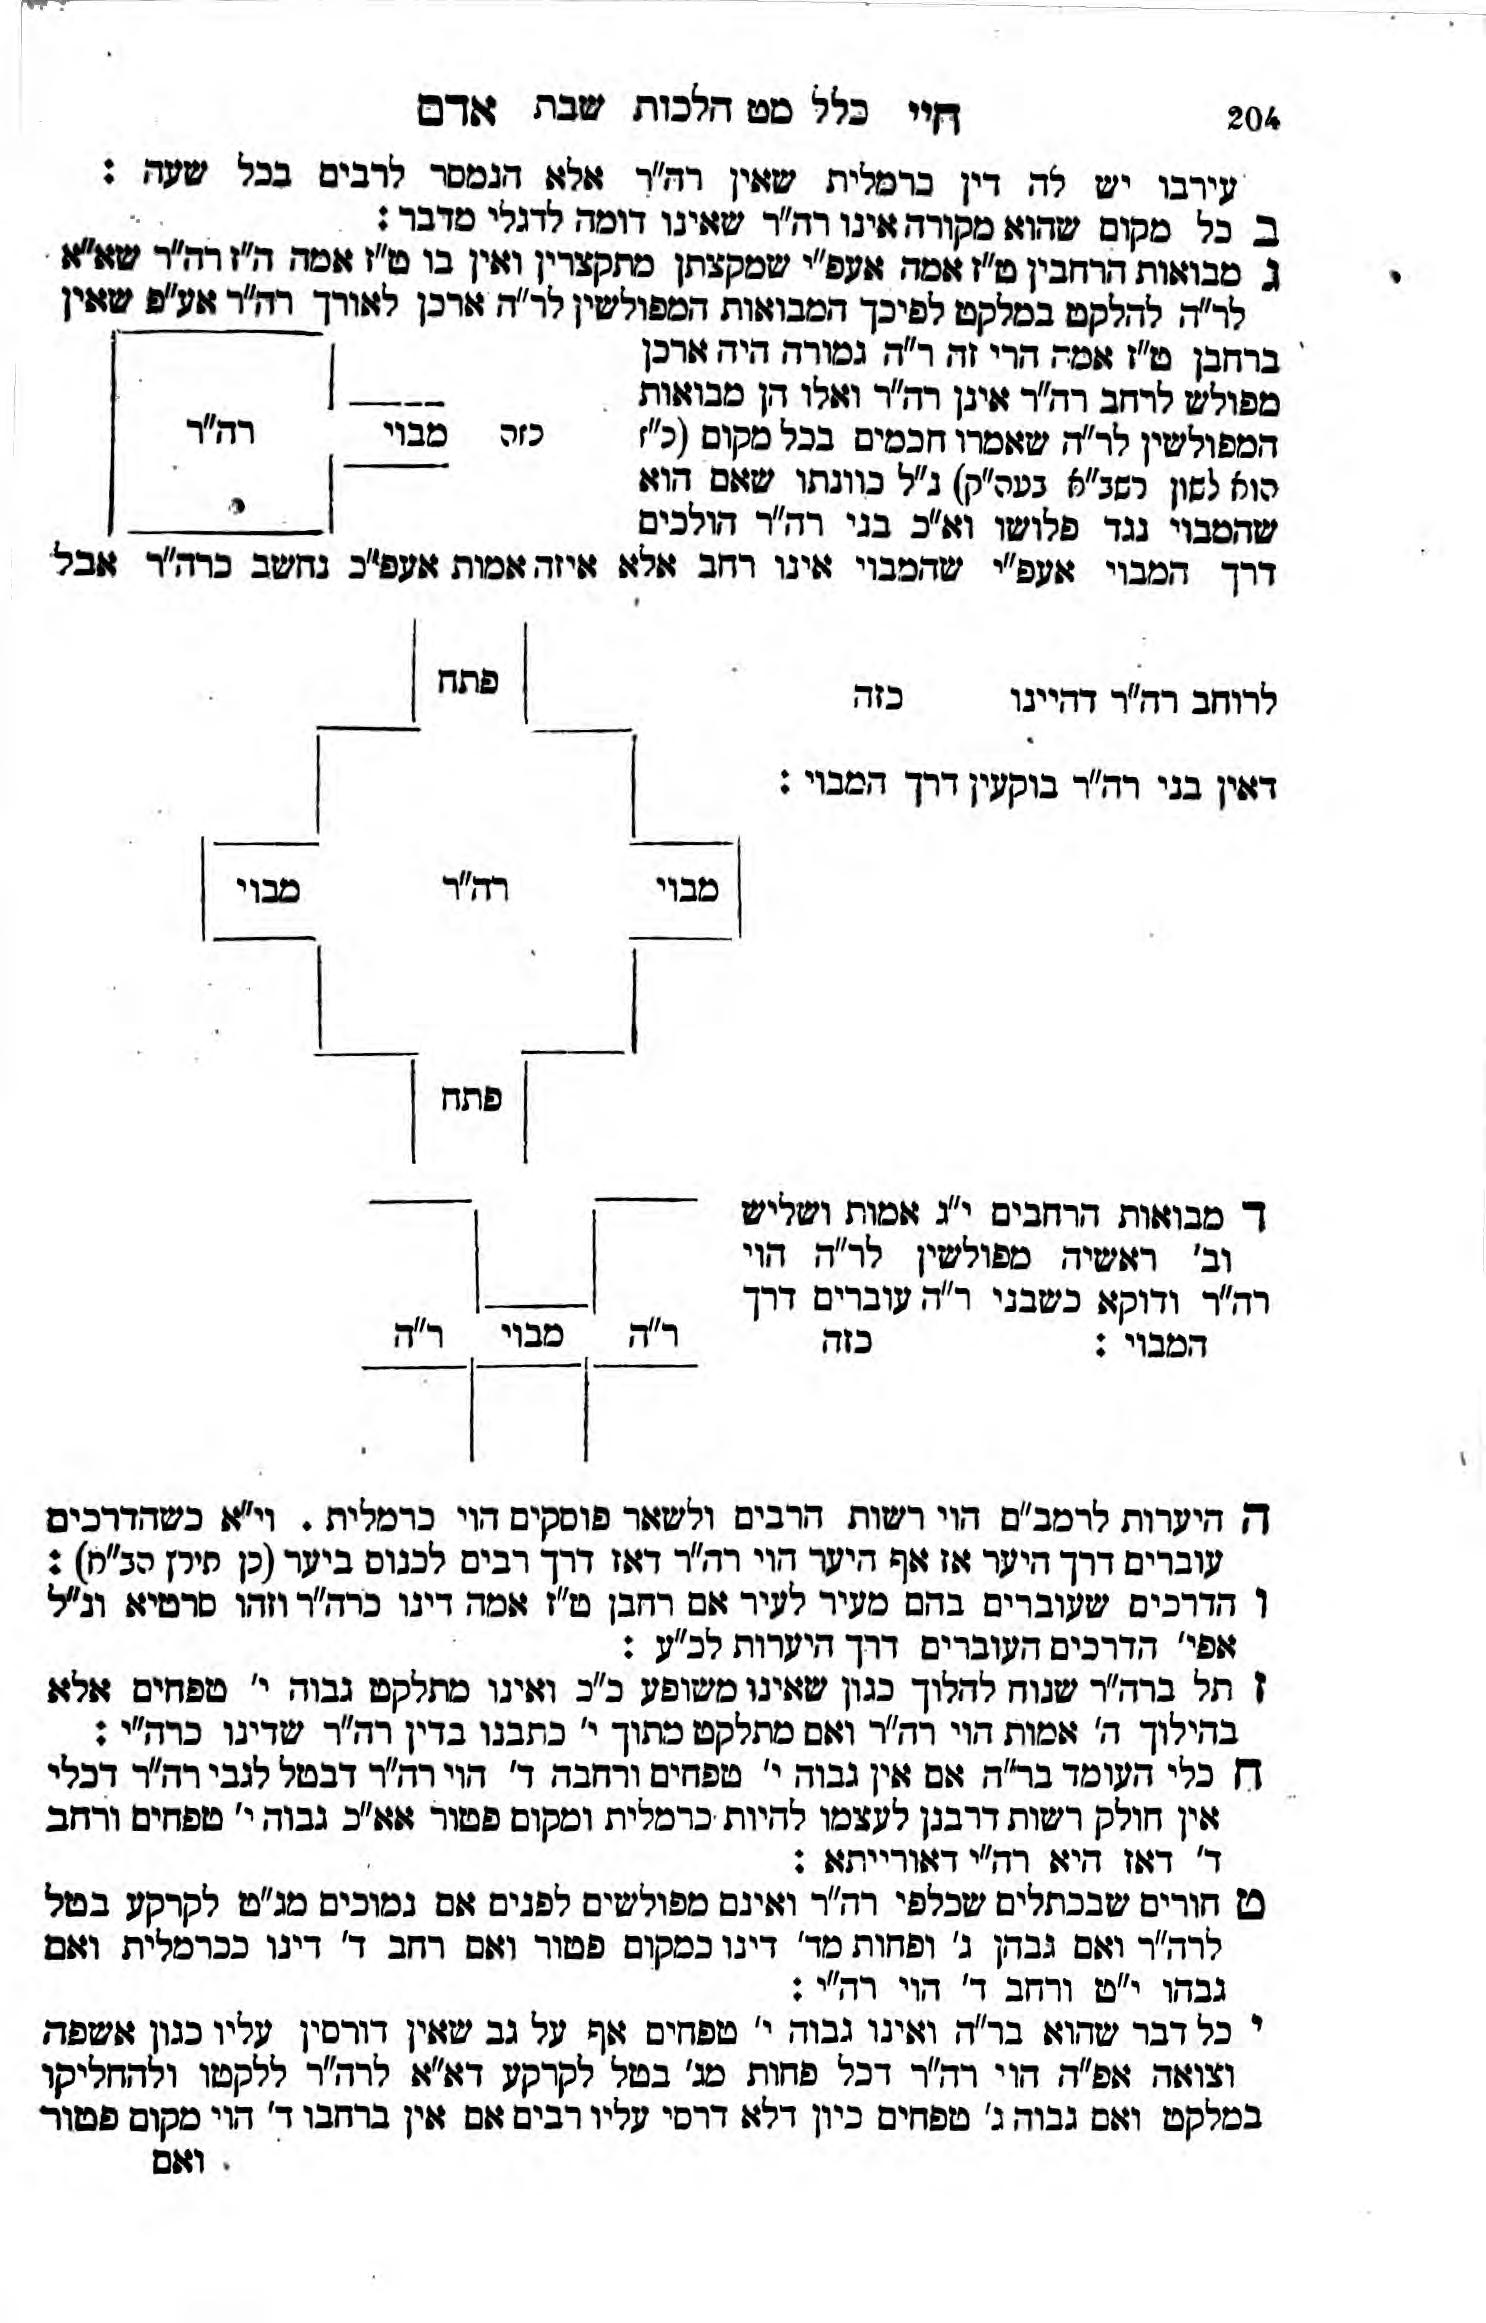 204 חיי כלל מט הלכות שבת אדם
עירבו יש לה דין כרמלית שאין רה"ר אלא הנמסר לרבים בכל שעה :
ב כל מקום שהוא מקורה אינו רה"ר שאינו דומה לדגלי מדבר :
ג מבואות הרחבין ט"ז אמה אעפ"י שמקצתן מתקצרין ואין בו ט"ז אמה ה"ז רה"ר שא"א
לר"ה להלקט במלקט לפיכך המבואות המפולשין לר"ה ארכן לאורך רה"ר אע"פ שאין
ברחבן ט"ז אמה הרי זה ר"ה גמורה היה ארכן
מפולש לרחב רה"ר אינן רה"ר ואלו הן מבואות
המפולשין לר"ה שאמרו חכמים בכל מקום (כ"ז
הוא לשון רשב"א בעה"ק) נ"ל כוונתו שאם הוא
שהמבוי נגד פלושו וא"כ בני רה"ר הולכים
כזה מבוי רה"ר
דרך המבוי אעפ"י שהמבוי אינו רחב אלא איזה אמות אעפ"כ נחשב כרה"ר אבל
לרוחב רה"ר דהיינו כזה
דאין בני רה"ר בוקעין דרך המבוי :
פתח
מבוי רה"ר מבוי
פתח
ד מבואות הרחבים י"ג אמות ושליש
וב' ראשיה מפולשין לר"ה הוי
רה"ר ודוקא כשבני ר"ה עוברים דרך
המבוי : כזה
ר"ה מבוי ר"ה
ה היערות לרמב"ם הוי רשות הרבים ולשאר פוסקים הוי כרמלית . וי"א כשהדרכים
עוברים דרך היער אז אף היער הוי רה"ר דאז דרך רבים לכנוס ביער (כן תירץ הב"ח) :
ו הדרכים שעוברים בהם מעיר לעיר אם רחבן ט"ז אמה דינו כרה"ר וזהו סרטיא ונ"ל
אפי' הדרכים העוברים דרך היערות לכ"ע :
ז תל ברה"ר שנוח להלוך כגון שאינו משופע כ"כ ואינו מתלקט גבוה י' טפחים אלא
בהילוך ה' אמות הוי רה"ר ואם מתלקט מתוך י' כתבנו בדין רה"ר שדינו כרה"י :
ח כלי העומד בר"ה אם אין גבוה י' טפחים ורחבה ד' הוי רה"ר דבטל לגבי רה"ר דכלי
אין חולק רשות דרבנן לעצמו להיות כרמלית ומקום פטור אא"כ גבוה י' טפחים ורחב
ד' דאז היא רה"י דאורייתא :
ט חורים שבכתלים שכלפי רה"ר ואינם מפולשים לפנים אם נמוכים מג"ט לקרקע בטל
לרה"ר ואם גבהן ג' ופחות מד' דינו כמקום פטור ואם רחב ד' דינו ככרמלית ואם
גבהו י"ט ורחב ד' הוי רה"י :
י כל דבר שהוא בר"ה ואינו גבוה י' טפחים אף על גב שאין דורסין עליו כגון אשפה
וצואה אפ"ה הוי רה"ר דכל פחות מג' בטל לקרקע דא"א לרה"ר ללקטו ולהחליקו
במלקט ואם גבוה ג' טפחים כיון דלא דרסי עליו רבים אם אין ברחבו ד' הוי מקום פטור
ואם